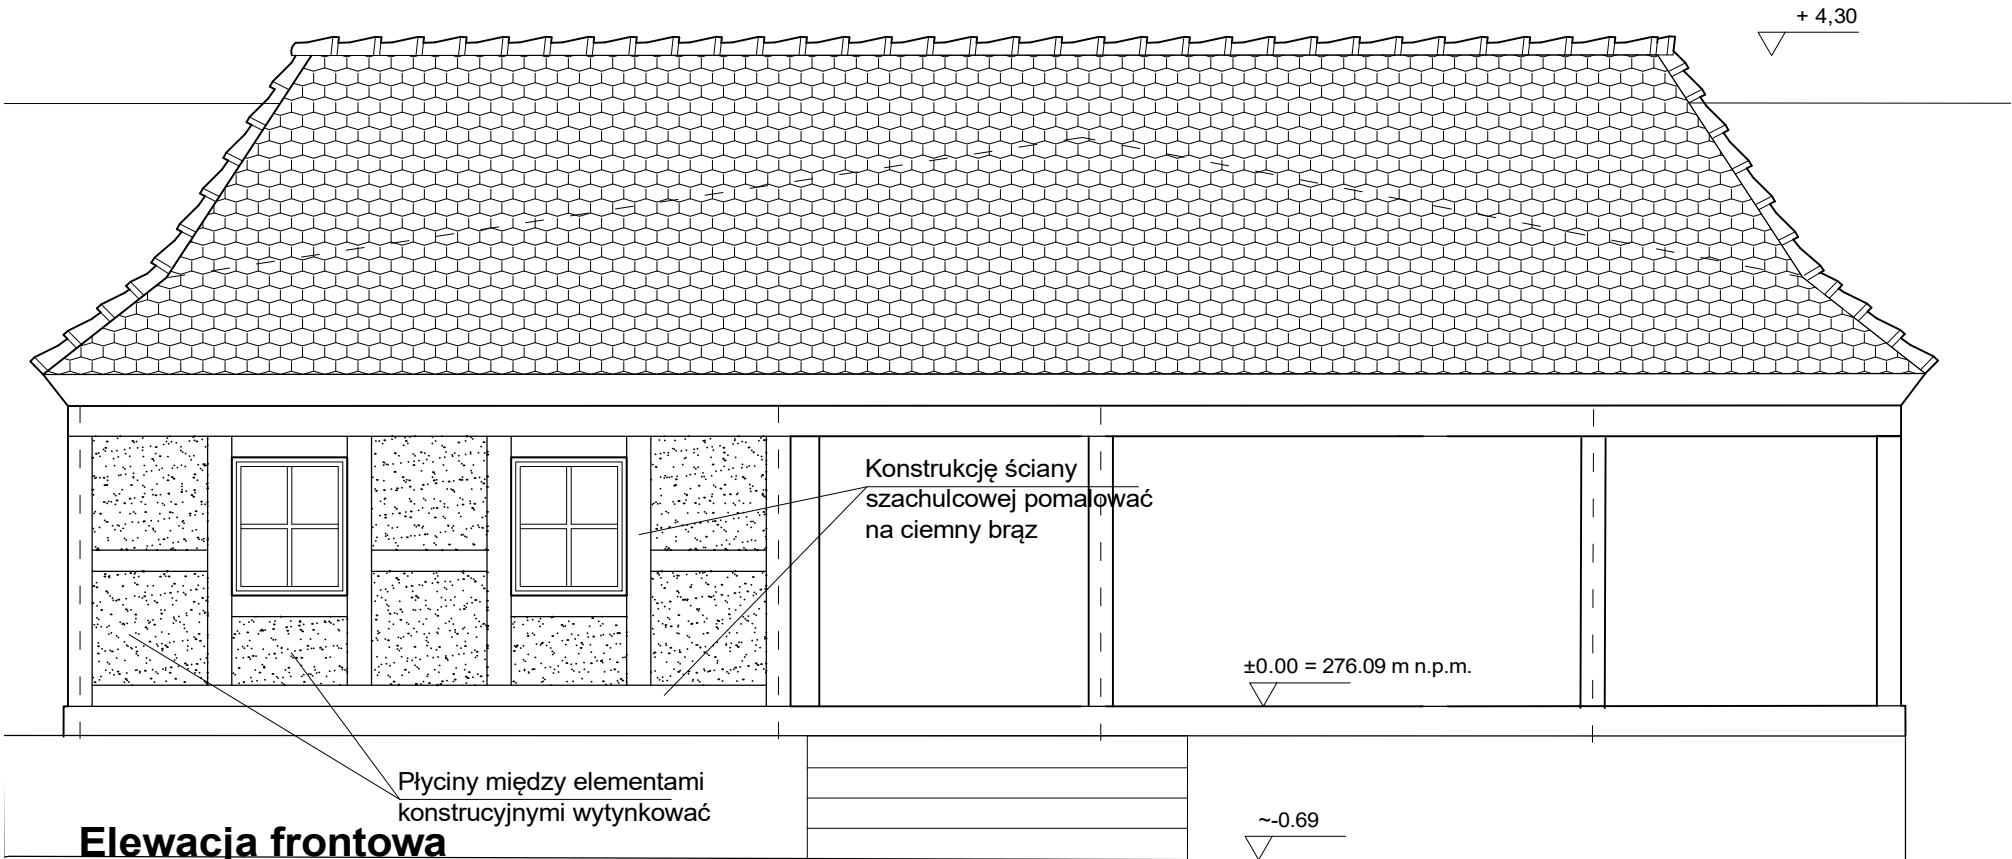 + 4,30
Konstrukcję ściany
szachulcowej pomalować
na ciemny brąz
±0.00 = 276.09 m n.p.m.
Płyciny między elementami
konstrucyjnymi wytynkować
~-0.69
Elewacja frontowa